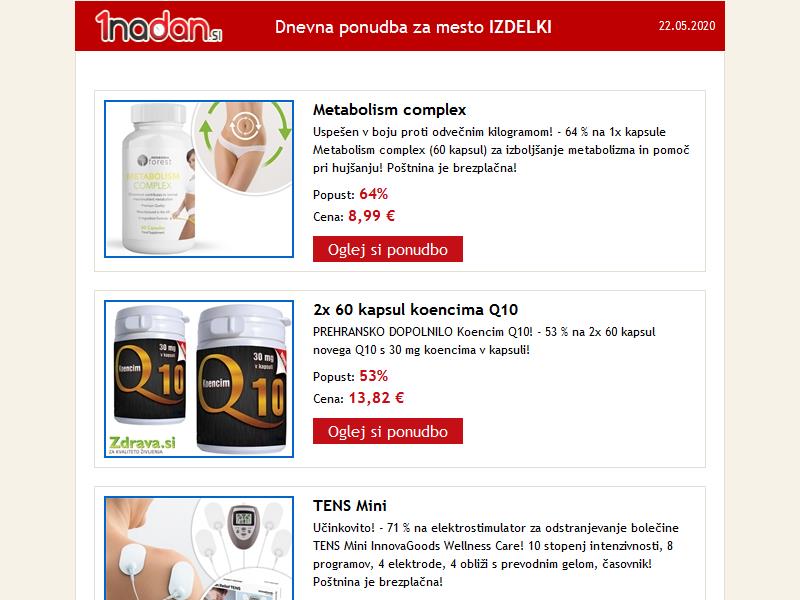 1nadan.si
Dnevna ponudba za mesto IZDELKI
22.05.2020
forest
METABOLISM
COMPLEX
Metabolism complex
Uspešen v boju proti odvečnim kilogramom! - 64 % na 1x kapsule
Metabolism complex (60 kapsul) za izboljšanje metabolizma in pomoč
pri hujšanju! Poštnina je brezplačna!
Popust: 64%
Cena: 8,99 €
Oglej si ponudbo
30 mg
v kapsuli
Koencim
Q10
30 mg
v kapsuli
Koencim
Q10
Zdrava.si
ZA KVALITETO ŽIVLJENJA
2x 60 kapsul koencima Q10
PREHRANSKO DOPOLNILO Koencim Q10! - 53 % na 2x 60 kapsul
novega Q10 s 30 mg koencima v kapsuli!
Popust: 53%
Cena: 13,82 €
Oglej si ponudbo
TENS Mini
Učinkovito! - 71 % na elektrostimulator za odstranjevanje bolečine
TENS Mini InnovaGoods Wellness Care! 10 stopenj intenzivnosti, 8
programov, 4 elektrode, 4 obliži s prevodnim gelom, časovnik!
Poštnina je brezplačna!